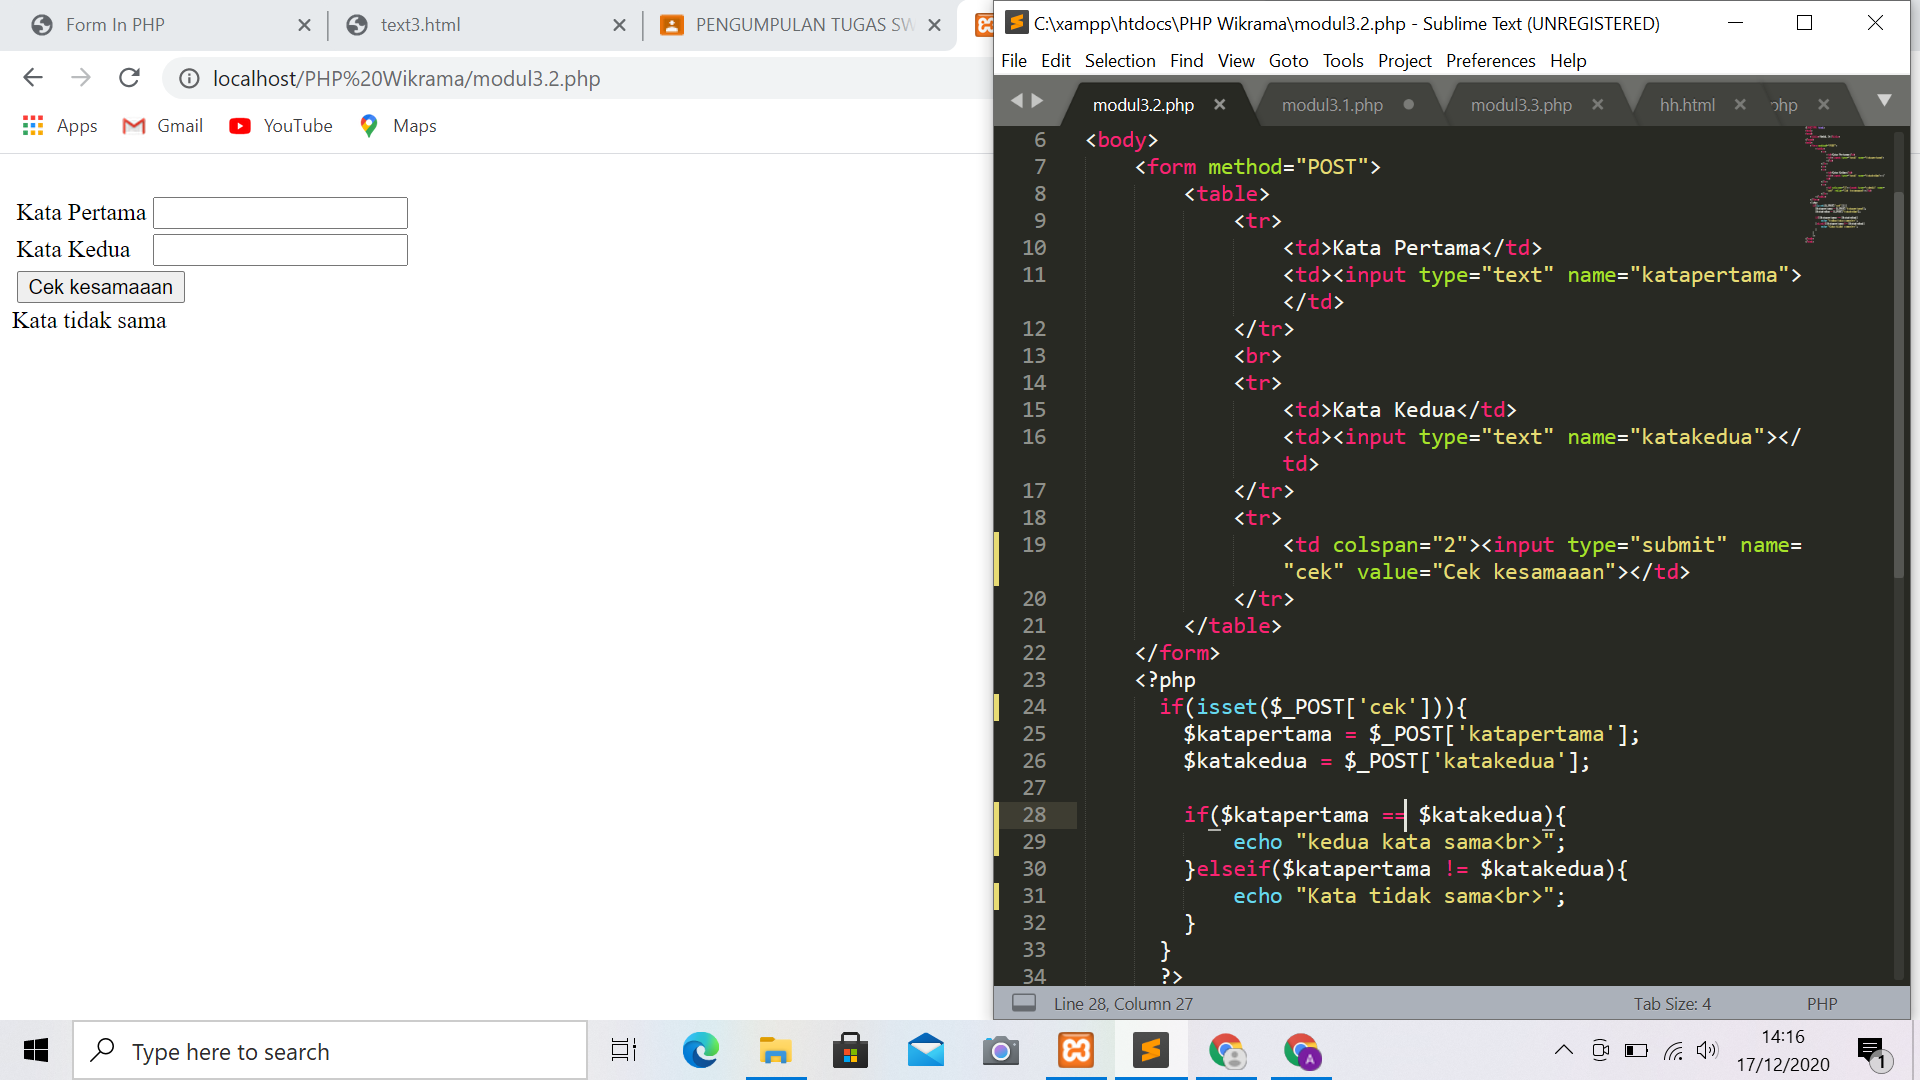 Form In PHP
text3.html
PENGUMPULAN TUGAS SW
localhost/PHP%20Wikrama/modul3.2.php
Apps
Gmail
YouTube
Maps
Kata Pertama
Kata Kedua
Cek kesamaaan
Kata tidak sama
C:\xampp\htdocs\PHP Wikrama\modul3.2.php - Sublime Text (UNREGISTERED)
File Edit Selection Find View Goto Tools Project Preferences Help
modul3.2.php
modul3.1.php
modul3.3.php
hh.html
php
6 <body>
7 <form method="POST">
8 <table>
9 <tr>
10 <td>Kata Pertama</td>
11 <td><input type="text" name="katapertama">
</td>
12 </tr>
13 <br>
14 <tr>
15 <td>Kata Kedua</td>
16 <td><input type="text" name="katakedua"></
td>
17 </tr>
18 <tr>
19 <td colspan="2"><input type="submit" name=
"cek" value="Cek kesamaaan"></td>
20 </tr>
21 </table>
22 </form>
23 <?php
24 if(isset($_POST['cek'])){
25 $katapertama = $_POST['katapertama'];
26 $katakedua = $_POST['katakedua'];
27
28 if($katapertama == $katakedua){
29 echo "kedua kata sama<br>";
30 }elseif($katapertama != $katakedua){
31 echo "Kata tidak sama<br>";
32 }
33 }
34 ?>
Line 28, Column 27
Tab Size: 4
PHP
Type here to search
A
14:16
17/12/2020
1